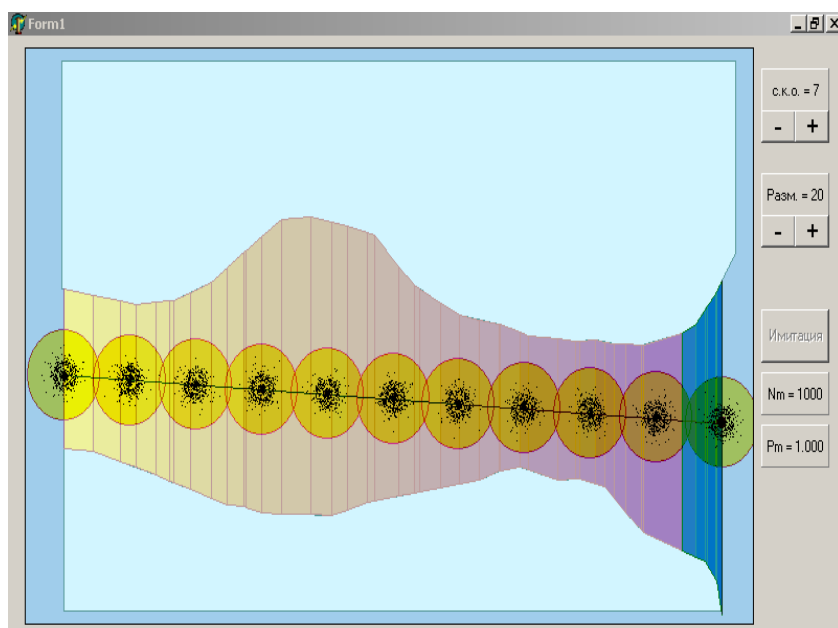 Form1
с.к.о. = 7
- +
Разм. = 20
- +
Имитация
Nm = 1000
Pm = 1.000